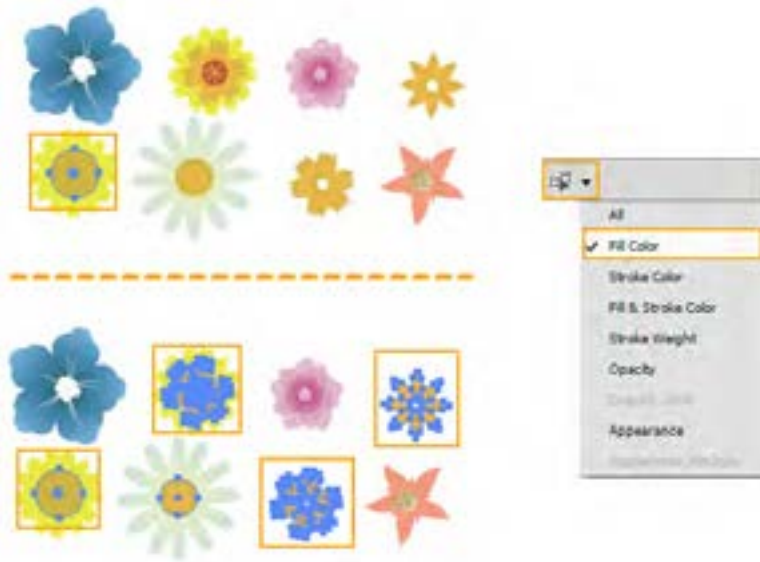 All
Fill Color
Stroke Color
Fill & Stroke Color
Stroke Weight
Opacity
Appearance